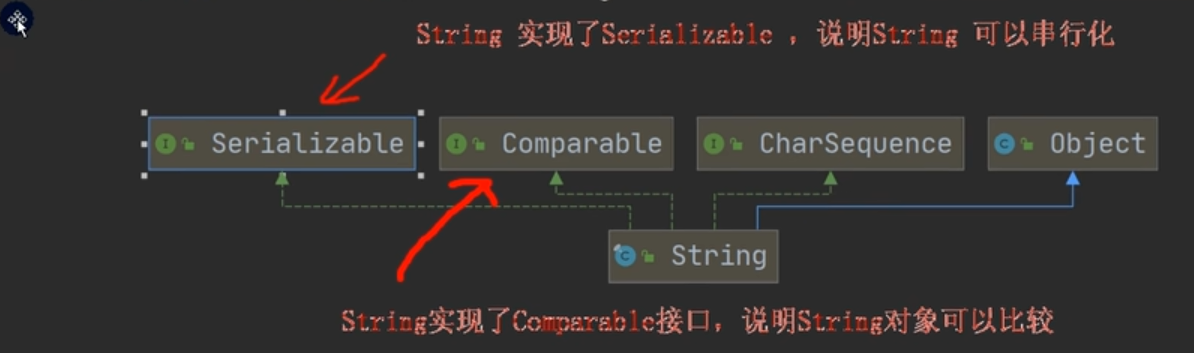 String 实现了Serializable ，说明String 可以串行化
Serializable
Comparable
CharSequence
Object
String
String实现了Comparable接口，说明String对象可以比较